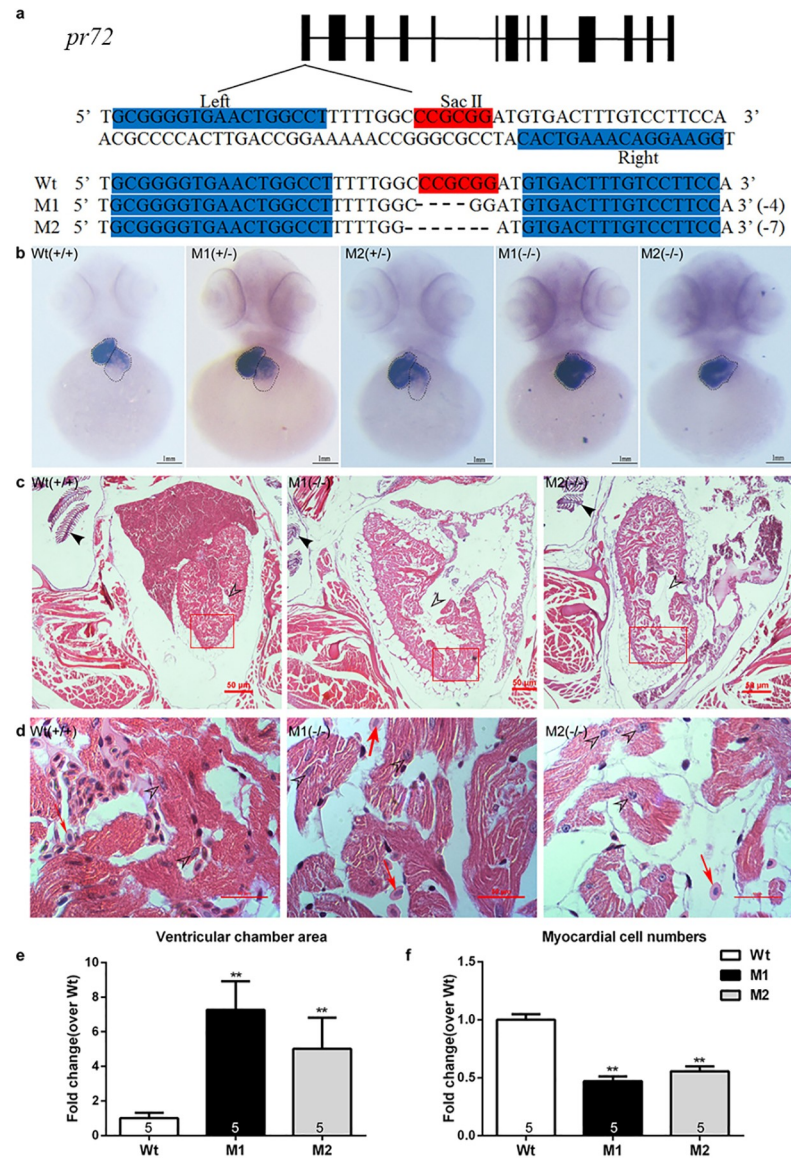 a
pr72
Left
Sac II
5' TGCGGGGTGAACTGGCCTTTTTGGCCCGCGGATGTGACTTTGTCCTTCCA 3'
ACGCCCCACTTGACCGGAAAAACCGGGCGCCTACACTGAAACAGGAAGGT
Right
Wt 5' TGCGGGGTGAACTGGCCTTTTTGGCCCGCGGATGTGACTTTGTCCTTCCA 3'
M1 5' TGCGGGGTGAACTGGCCTTTTTGGC----GGATGTGACTTTGTCCTTCCA 3' (-4)
M2 5' TGCGGGGTGAACTGGCCTTTTTGG-------ATGTGACTTTGTCCTTCCA 3' (-7)
b
Wt(+/+) M1(+/-) M2(+/-) M1(-/-) M2(-/-)
1mm 1mm 1mm 1mm 1mm
c
Wt(+/+) M1(-/-) M2(-/-)
50 μm 50 μm 50 μm
d
Wt(+/+) M1(-/-) M2(-/-)
Ventricular chamber area
Myocardial cell numbers
e
Fold change(over Wt)
10
8
6
4
2
0
**
**
5 5 5
Wt M1 M2
f
Wt
M1
M2
Fold change(over Wt)
1.5
1.0
0.5
0.0
**
**
5 5 5
Wt M1 M2